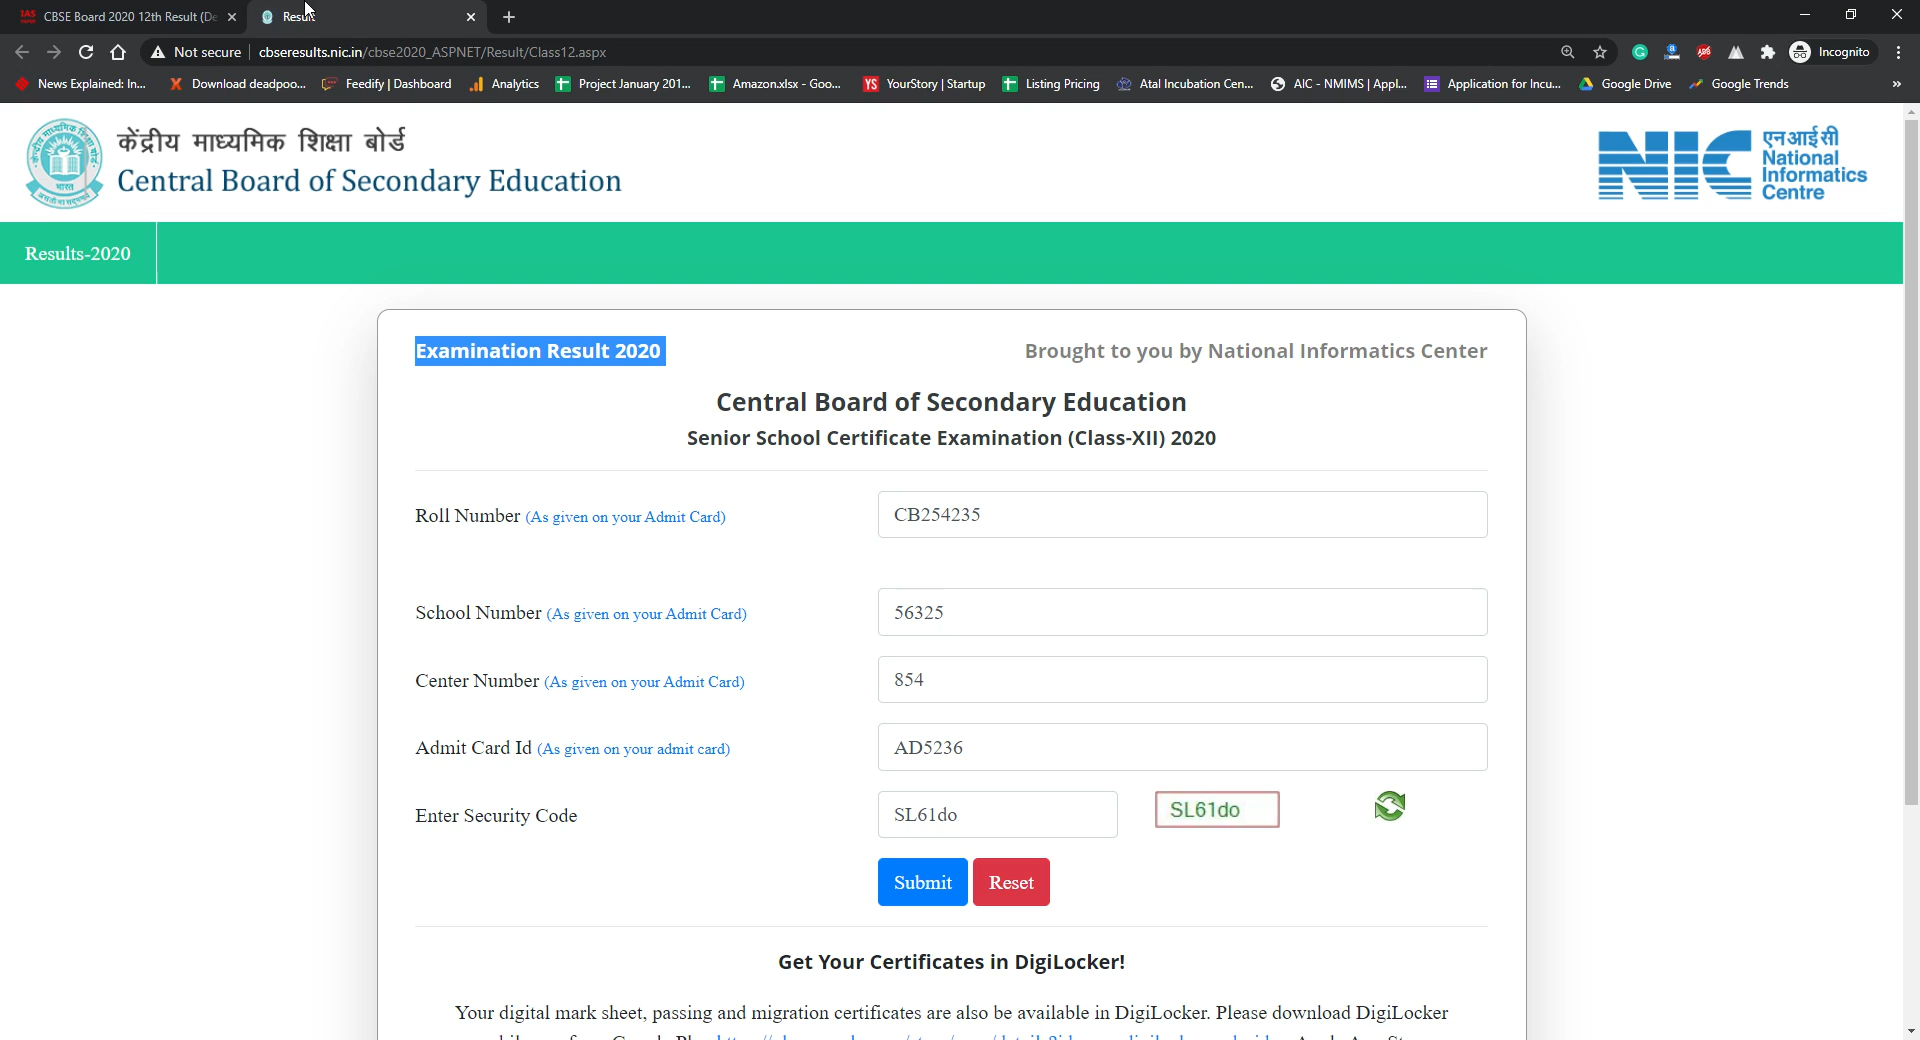 CBSE Board 2020 12th Result (De
Result
Not secure
cbseresults.nic.in/cbse2020_ASPNET/Result/Class12.aspx
Incognito
News Explained: In...
Download deadpoo...
Feedify | Dashboard
Analytics
Project January 201...
Amazon.xlsx - Goo...
YS
YourStory | Startup
Listing Pricing
Atal Incubation Cen...
AIC - NMIMS | Appl...
Application for Incu...
Google Drive
Google Trends
»
केंद्रीय माध्यमिक शिक्षा बोर्ड
Central Board of Secondary Education
भारत
NIC
एनआईसी
National
Informatics
Centre
Results-2020
Examination Result 2020
Brought to you by National Informatics Center
Central Board of Secondary Education
Senior School Certificate Examination (Class-XII) 2020
Roll Number (As given on your Admit Card)
CB254235
School Number (As given on your Admit Card)
56325
Center Number (As given on your Admit Card)
854
Admit Card Id (As given on your admit card)
AD5236
Enter Security Code
SL61do
SL61do
Submit
Reset
Get Your Certificates in DigiLocker!
Your digital mark sheet, passing and migration certificates are also be available in DigiLocker. Please download DigiLocker